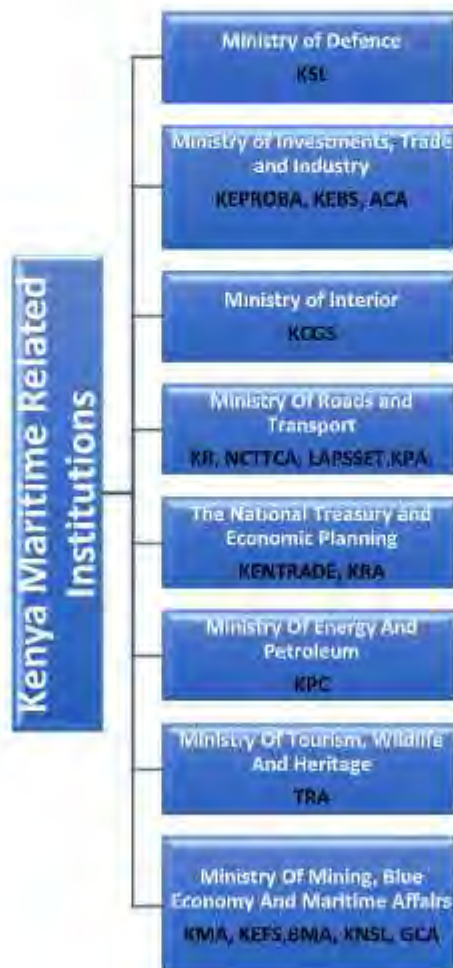 Kenya Maritime Related
Institutions
Ministry of Defence
KSL
Ministry of Investments, Trade
and Industry
KEPROBA, KEBS, ACA
Ministry of Interior
KCGS
Ministry Of Roads and
Transport
KR, NCTTCA, LAPSSET,KPA,
The National Treasury and
Economic Planning
KENTRADE, KRA
Ministry Of Energy And
Petroleum
KPC
Ministry Of Tourism, Wildlife
And Heritage
TRA
Ministry Of Mining, Blue
Economy And Maritime Affairs
KMA, KEFS,BMA, KNSL, GCA